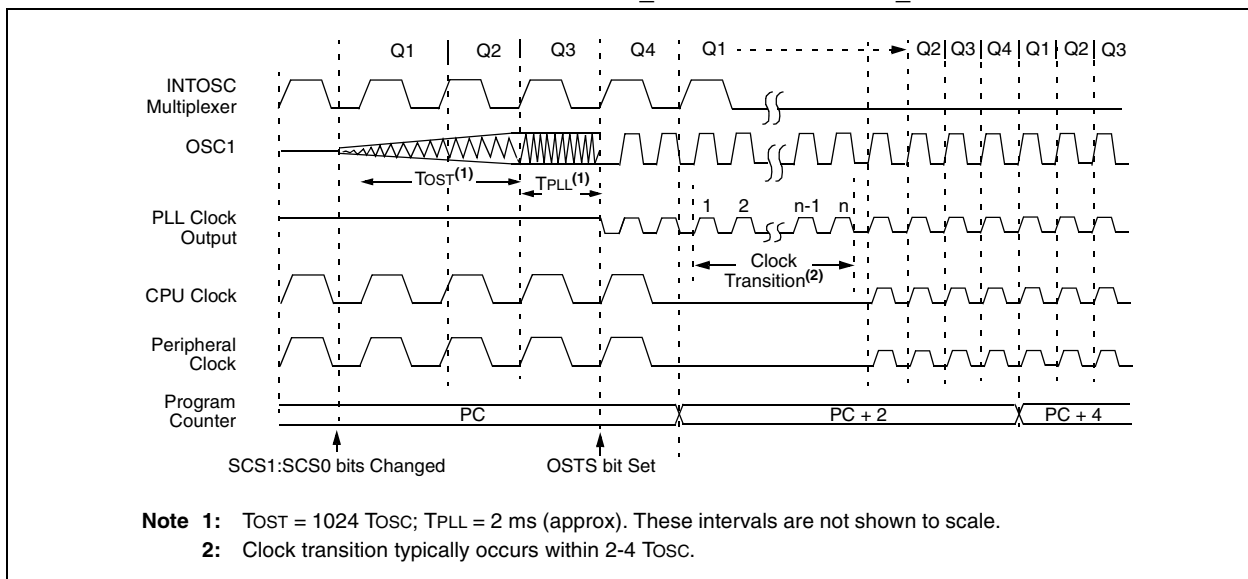 Q1 Q2 Q3 Q4 Q1 Q2 Q3 Q4 Q1 Q2 Q3
INTOSC
Multiplexer
OSC1
TOST(1) TPLL(1)
1 2 n-1 n
PLL Clock
Output
Clock
Transition(2)
CPU Clock
Peripheral
Clock
Program
Counter
PC PC + 2 PC + 4
SCS1:SCS0 bits Changed OSTS bit Set
Note 1: TOST = 1024 TOSC; TPLL = 2 ms (approx). These intervals are not shown to scale.
2: Clock transition typically occurs within 2-4 TOSC.